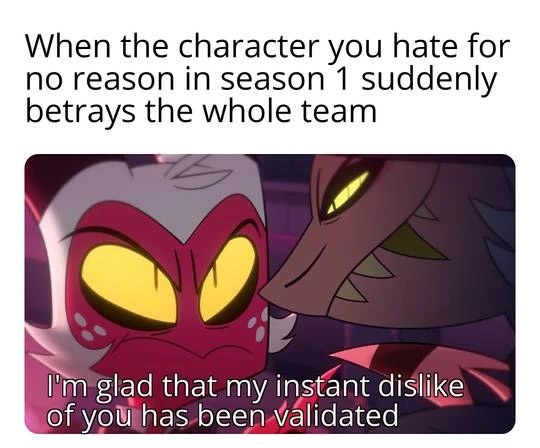 When the character you hate for
no reason in season 1 suddenly
betrays the whole team
I'm glad that my instant dislike
of you has been validated